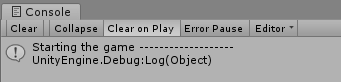 Console
Clear Collapse Clear on Play Error Pause Editor
Starting the game -------------------
UnityEngine.Debug:Log(Object)